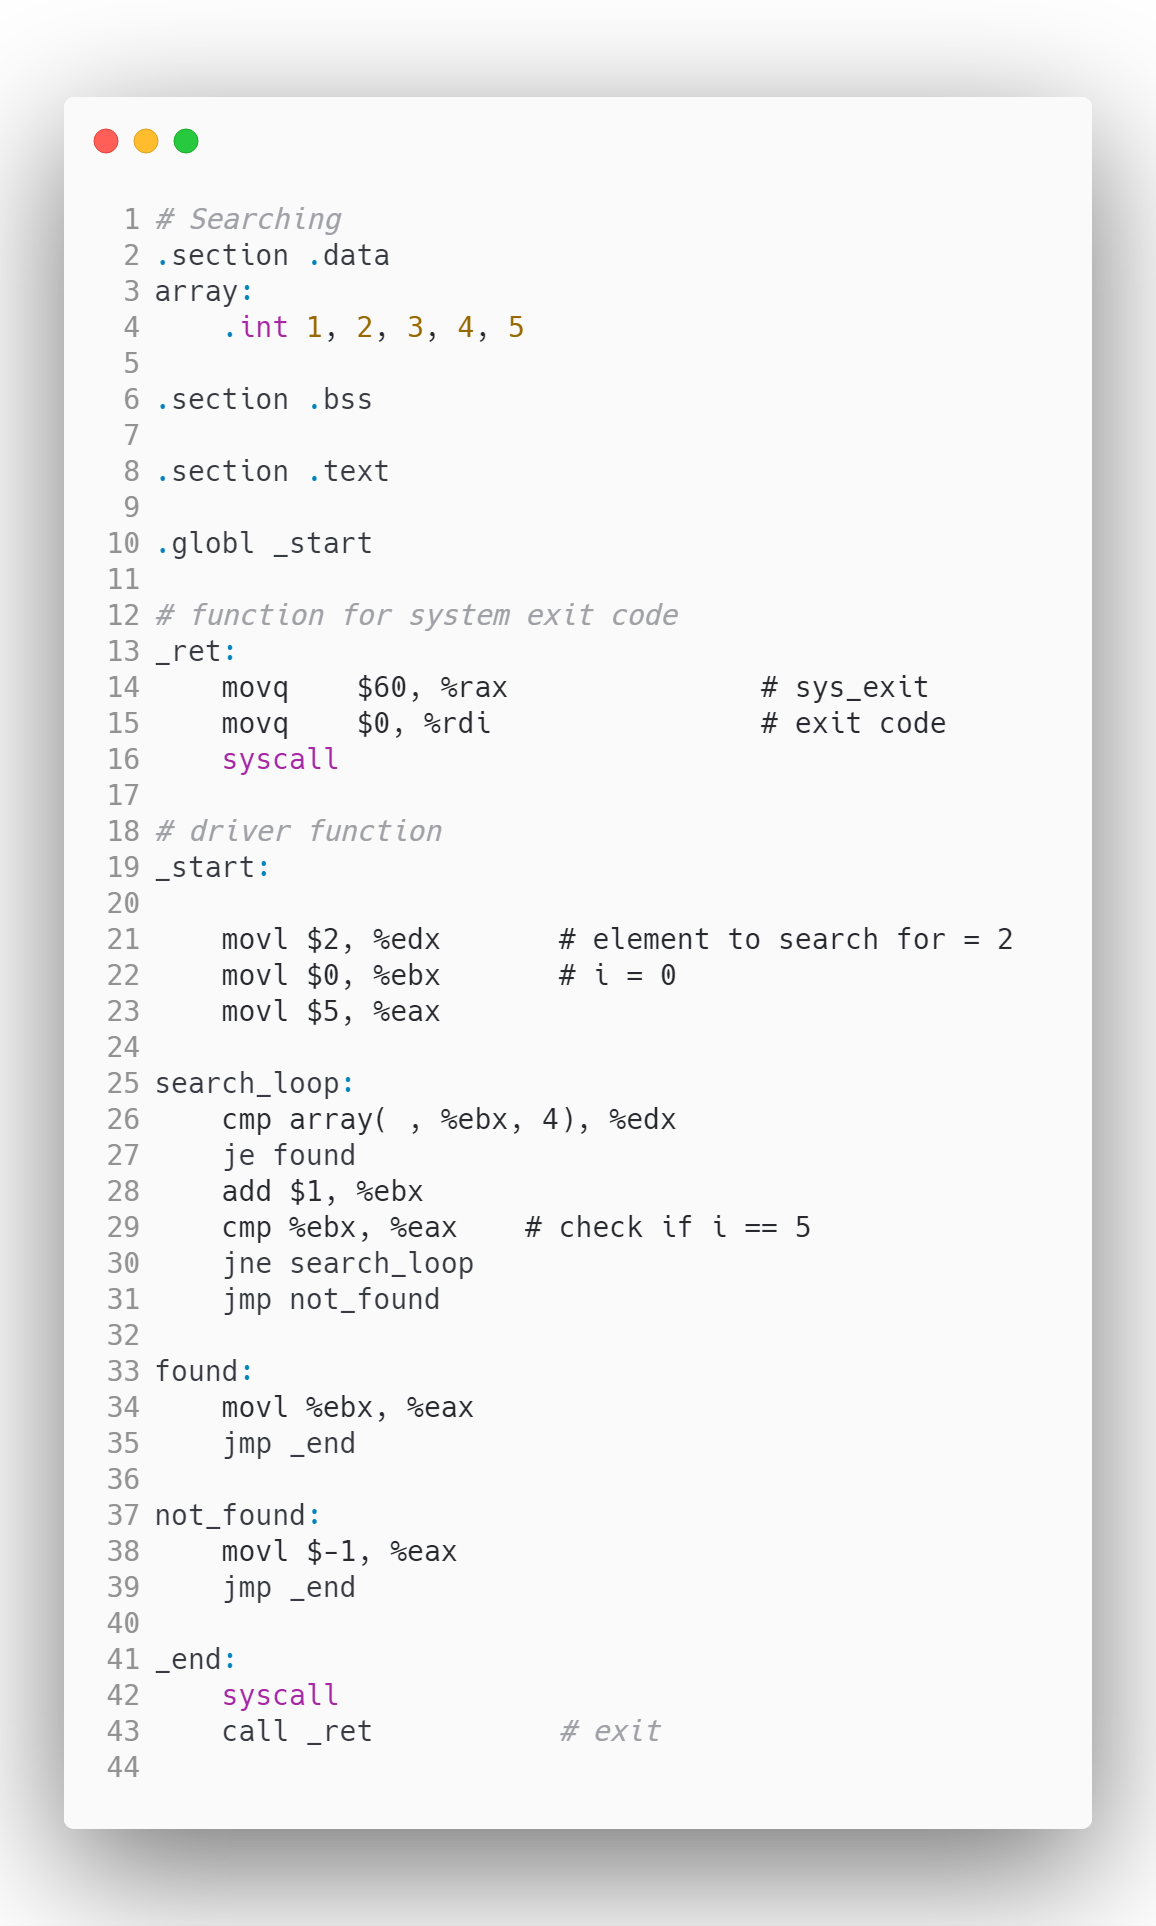 1 # Searching
2 .section .data
3 array:
4     .int 1, 2, 3, 4, 5
5
6 .section .bss
7
8 .section .text
9
10 .globl _start
11
12 # function for system exit code
13 _ret:
14     movq    $60, %rax               # sys_exit
15     movq    $0, %rdi                # exit code
16     syscall
17
18 # driver function
19 _start:
20
21     movl $2, %edx       # element to search for = 2
22     movl $0, %ebx       # i = 0
23     movl $5, %eax
24
25 search_loop:
26     cmp array( , %ebx, 4), %edx
27     je found
28     add $1, %ebx
29     cmp %ebx, %eax    # check if i == 5
30     jne search_loop
31     jmp not_found
32
33 found:
34     movl %ebx, %eax
35     jmp _end
36
37 not_found:
38     movl $-1, %eax
39     jmp _end
40
41 _end:
42     syscall
43     call _ret           # exit
44